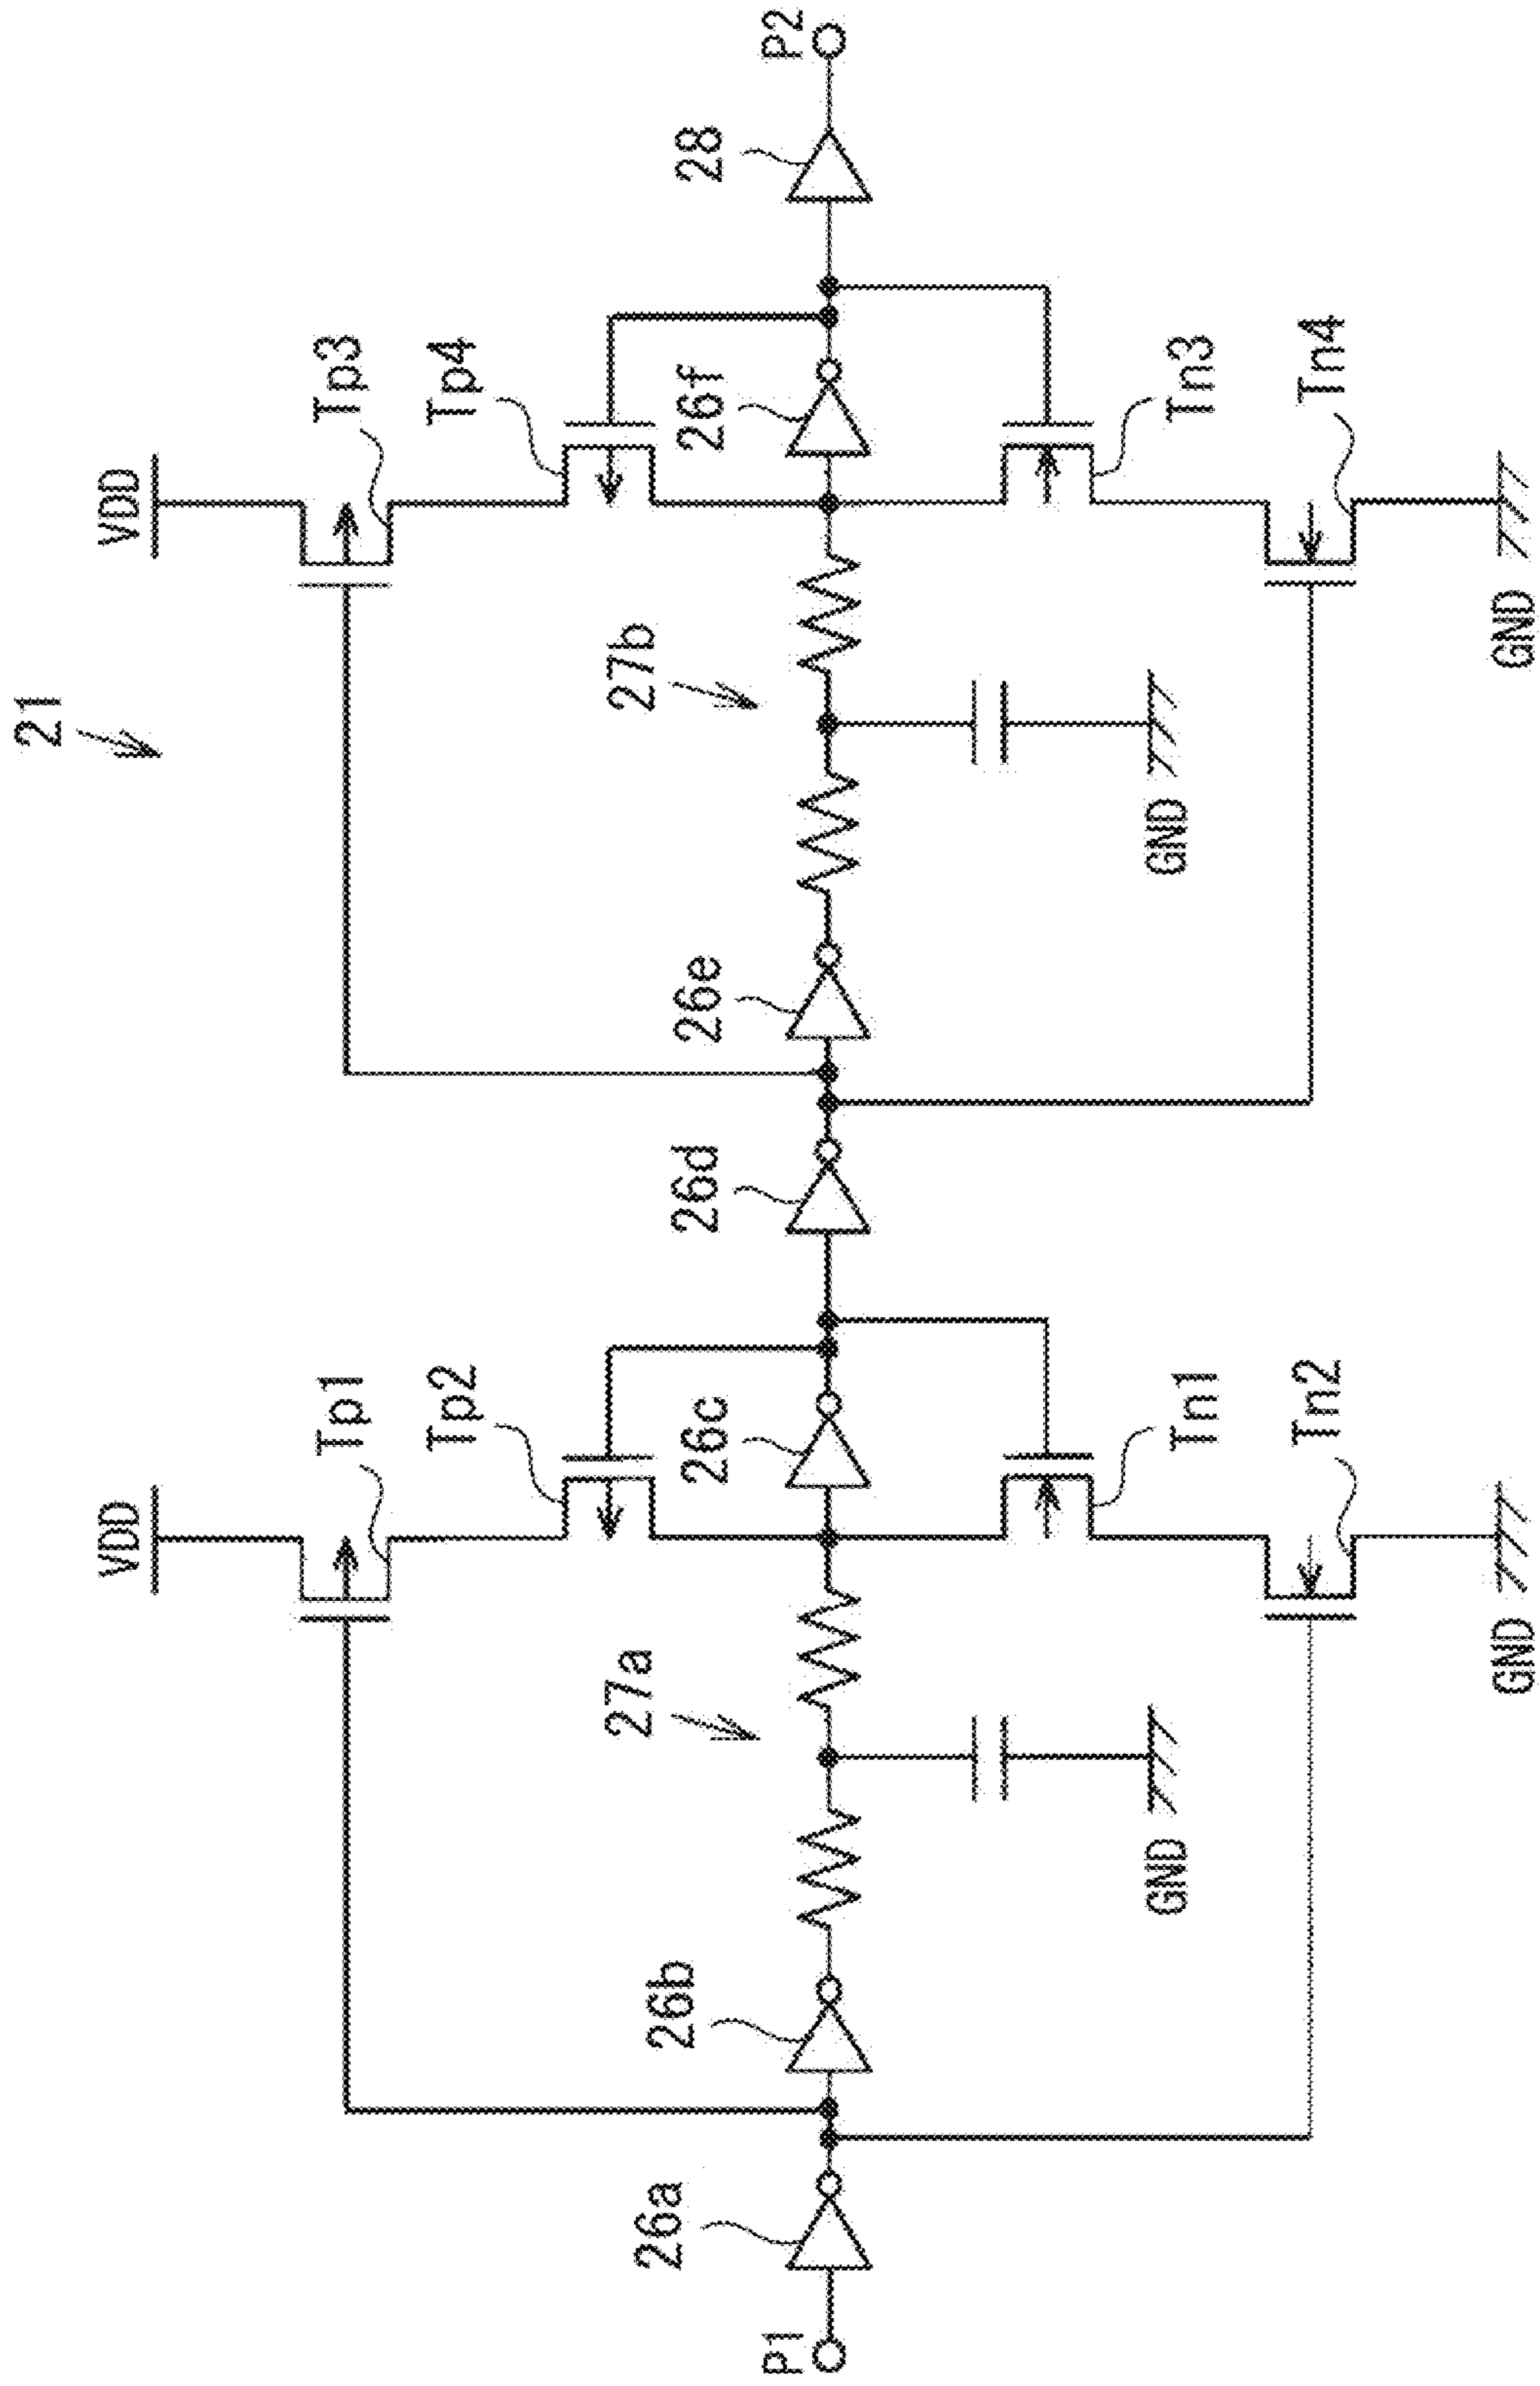 21
VDD
Tp1
Tp2
VDD
Tp3
Tp4
27a
27b
P1
26a
26b
26c
26d
26e
26f
28
P2
GND
Tn1
Tn2
GND
GND
Tn3
Tn4
GND